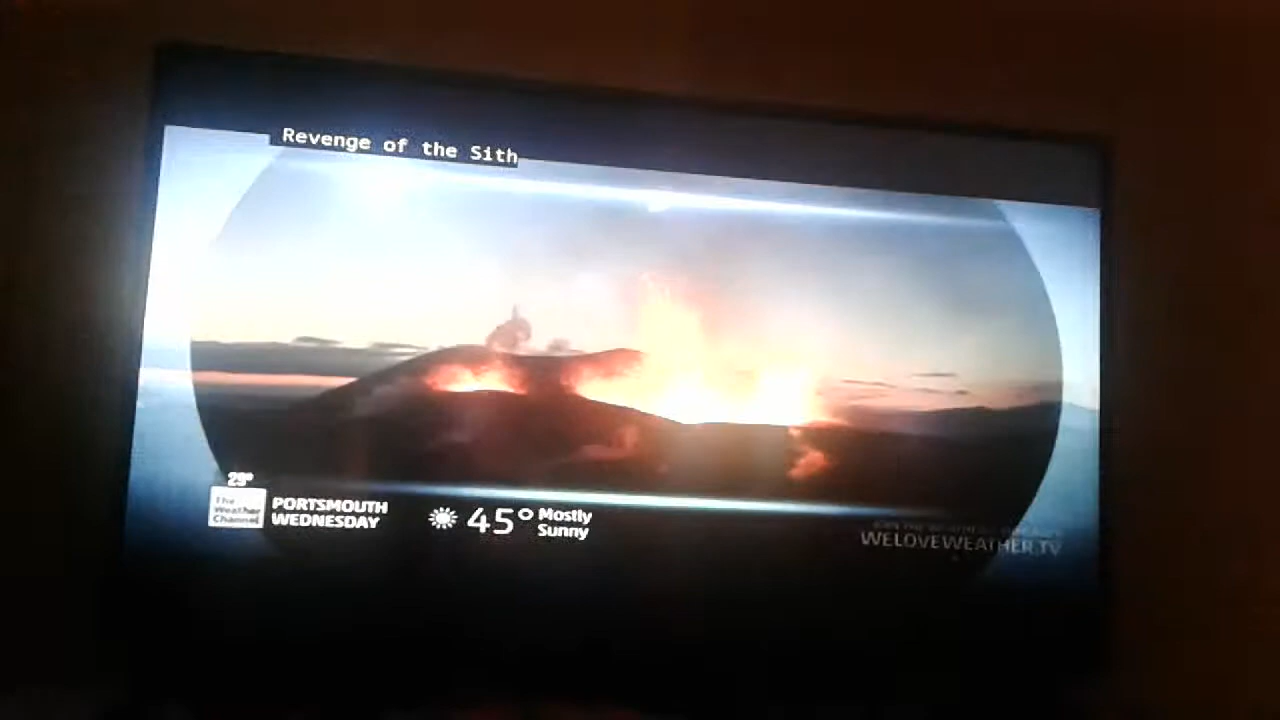 Revenge of the Sith
29°
The
Weather
Channel
PORTSMOUTH
WEDNESDAY
45° Mostly
Sunny
WELOVEWEATHER.TV